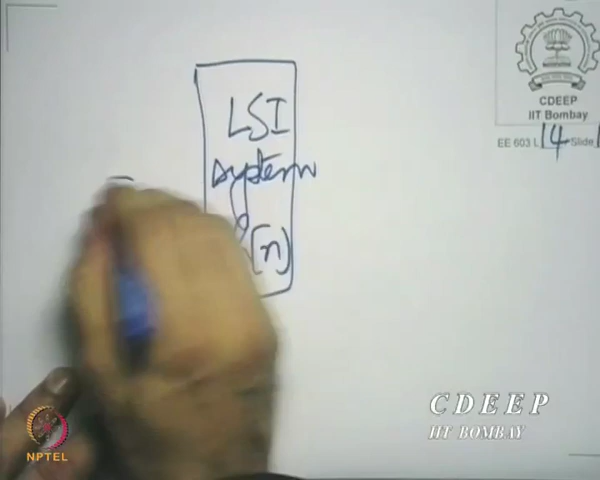 CDEEP
IIT Bombay
EE 603 L 14 Slide
LSI
system
[n]
CDEEP
IIT BOMBAY
NPTEL